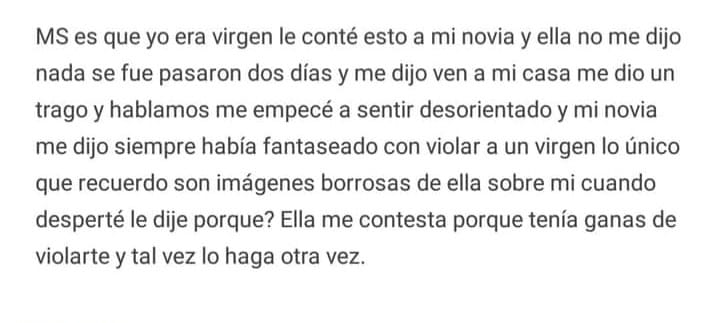 MS es que yo era virgen le conté esto a mi novia y ella no me dijo
nada se fue pasaron dos días y me dijo ven a mi casa me dio un
trago y hablamos me empecé a sentir desorientado y mi novia
me dijo siempre había fantaseado con violar a un virgen lo único
que recuerdo son imágenes borrosas de ella sobre mi cuando
desperté le dije porque? Ella me contesta porque tenía ganas de
violarte y tal vez lo haga otra vez.